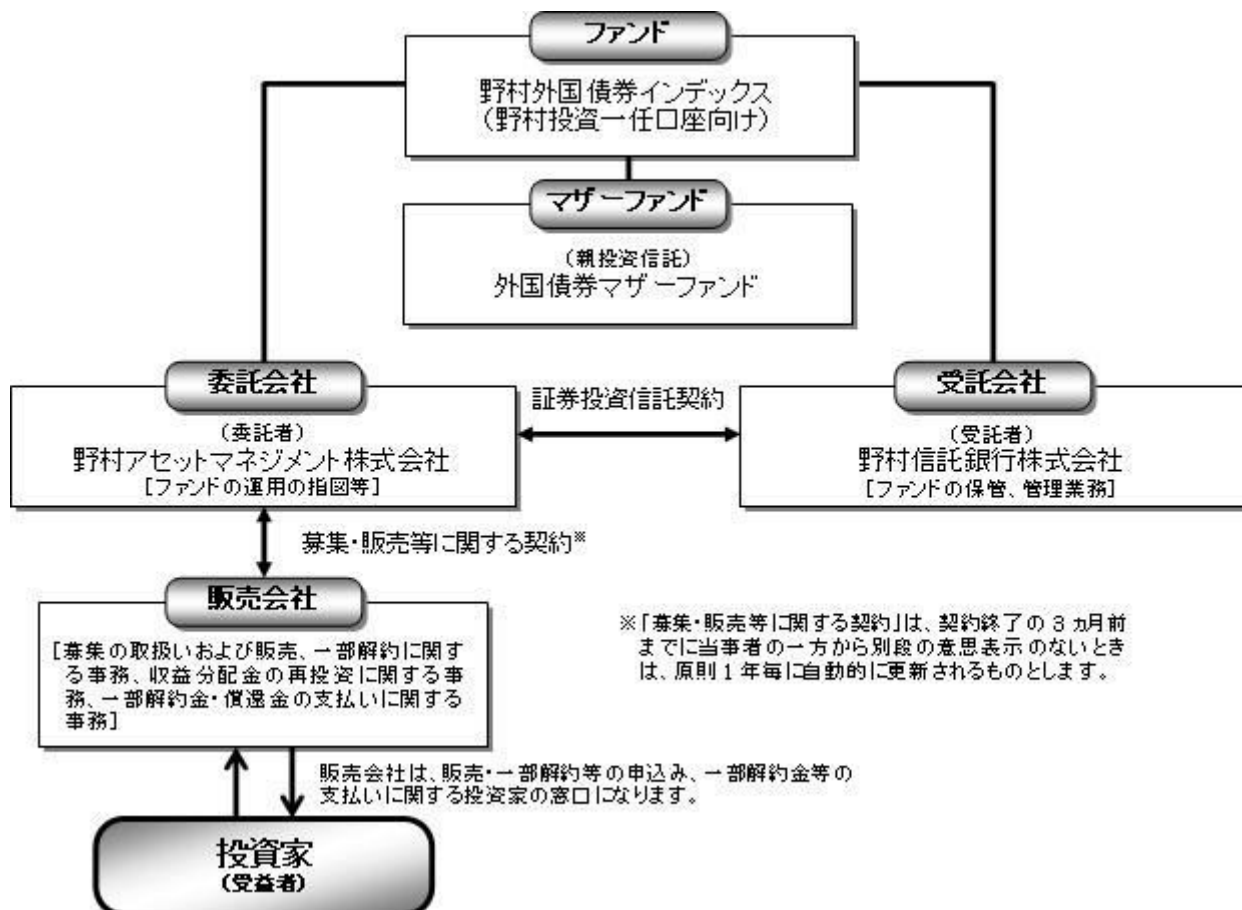 ファンド
野村外国債券インデックス
(野村投資一任口座向け)
マザーファンド
(親投資信託)
外国債券マザーファンド
委託会社
(委託者)
野村アセットマネジメント株式会社
[ファンドの運用の指図等]
証券投資信託契約
受託会社
(受託者)
野村信託銀行株式会社
[ファンドの保管、管理業務]
募集・販売等に関する契約※
販売会社
[募集の取扱いおよび販売、一部解約に関す
る事務、収益分配金の再投資に関する事
務、一部解約金・償還金の支払いに関する
事務]
※「募集・販売等に関する契約」は、契約終了の3ヵ月前
までに当事者の一方から別段の意思表示のないとき
は、原則1年毎に自動的に更新されるものとします。
販売会社は、販売・一部解約等の申込み、一部解約金等の
支払いに関する投資家の窓口になります。
投資家
(受益者)